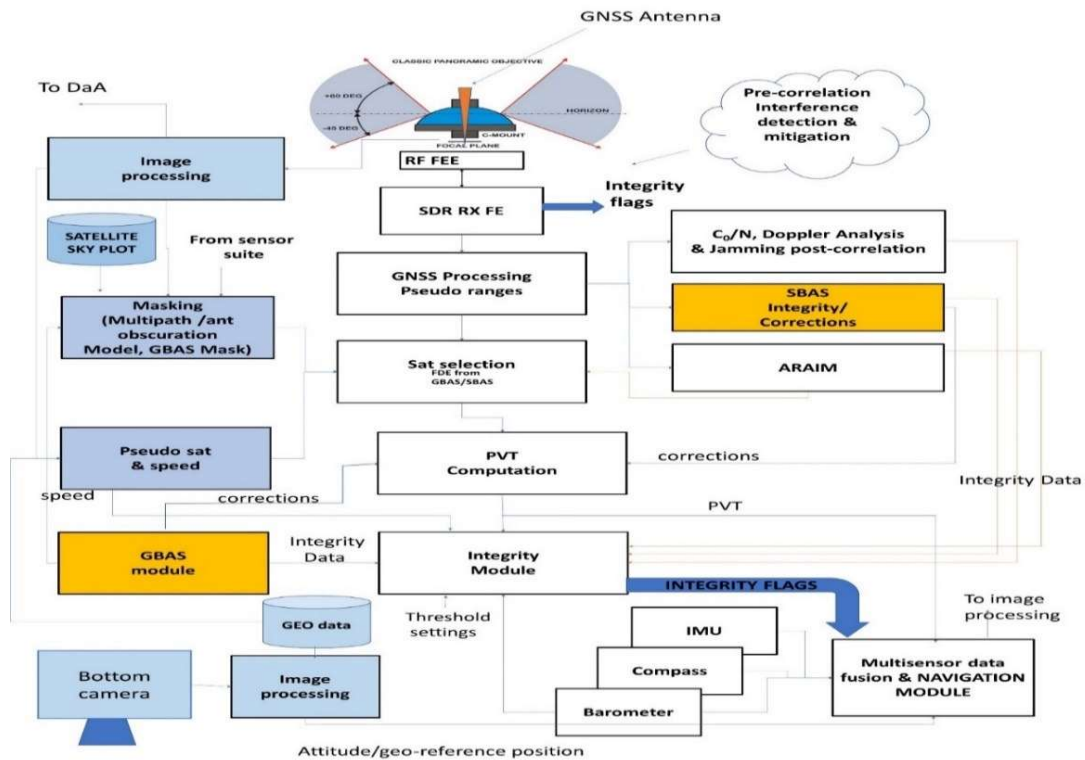 GNSS Antenna
CLASSIC PANORAMIC OBJECTIVE
To DaA
+60 DEG
HORIZON
-45 DEG
C-MOUNT
FOCAL PLANE
Pre-correlation
Interference
detection &
mitigation
Image
processing
RF FEE
SDR RX FE
Integrity
flags
SATELLITE
SKY PLOT
From sensor
suite
C₀/N, Doppler Analysis
& Jamming post-correlation
GNSS Processing
Pseudo ranges
SBAS
Integrity/
Corrections
Masking
(Multipath /ant
obscuration
Model, GBAS Mask)
Sat selection
FDE from
GBAS/SBAS
ARAIM
Pseudo sat
& speed
PVT
Computation
corrections
speed
corrections
Integrity Data
PVT
GBAS
module
Integrity
Data
Integrity
Module
INTEGRITY FLAGS
GEO data
Threshold
settings
To image
processing
IMU
Compass
Barometer
Multisensor data
fusion & NAVIGATION
MODULE
Bottom
camera
Image
processing
Attitude/geo-reference position